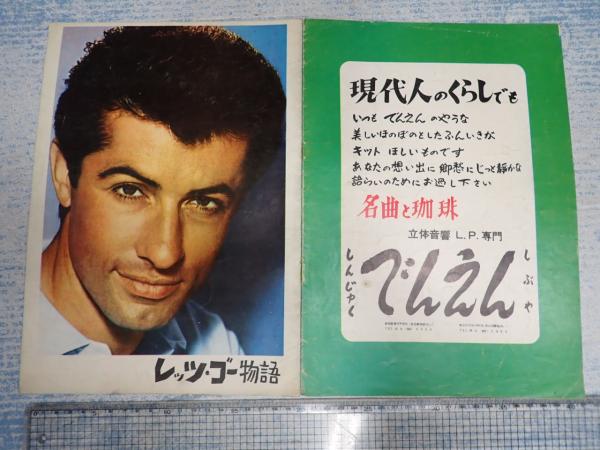 レッツ・ゴー物語
現代人のくらしでも
いつも でんえん のやうな
美しいほのぼのとしたふんいきが
キット ほしいものです
あなたの想い出に 郷愁にじっと静かな
語らいのためにお過し下さい
名曲と珈琲
立体音響 L.P.専門
しんじゅく
でんえん
しぶや